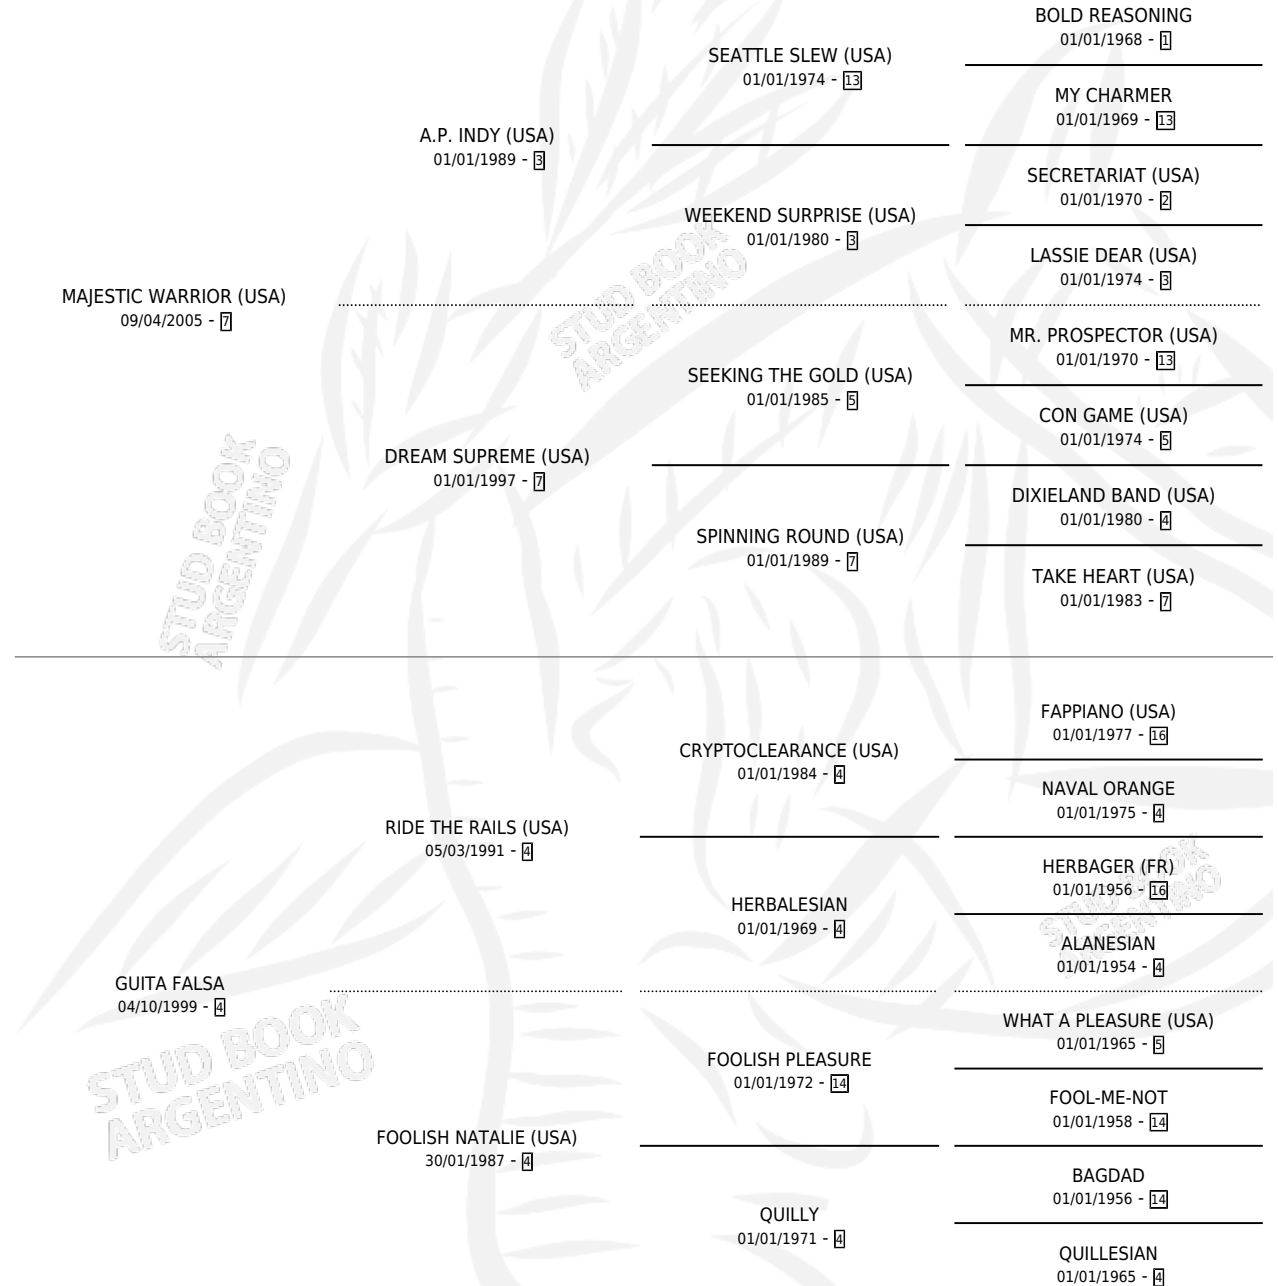 BOLD REASONING
01/01/1968 - 1
SEATTLE SLEW (USA)
01/01/1974 - 13
MY CHARMER
01/01/1969 - 13
A.P. INDY (USA)
01/01/1989 - 3
SECRETARIAT (USA)
01/01/1970 - 2
WEEKEND SURPRISE (USA)
01/01/1980 - 3
LASSIE DEAR (USA)
01/01/1974 - 3
MAJESTIC WARRIOR (USA)
09/04/2005 - 7
STUD BOOK
ARGENTINO
MR. PROSPECTOR (USA)
01/01/1970 - 13
SEEKING THE GOLD (USA)
01/01/1985 - 5
CON GAME (USA)
01/01/1974 - 5
DREAM SUPREME (USA)
01/01/1997 - 7
DIXIELAND BAND (USA)
01/01/1980 - 4
SPINNING ROUND (USA)
01/01/1989 - 7
TAKE HEART (USA)
01/01/1983 - 7
STUD BOOK
ARGENTINO
FAPPIANO (USA)
01/01/1977 - 16
CRYPTOCLEARANCE (USA)
01/01/1984 - 4
NAVAL ORANGE
01/01/1975 - 4
RIDE THE RAILS (USA)
05/03/1991 - 4
HERBAGER (FR)
01/01/1956 - 16
HERBALESIAN
01/01/1969 - 4
STUD BOOK
ARGENTINO
ALANESIAN
01/01/1954 - 4
GUITA FALSA
04/10/1999 - 4
WHAT A PLEASURE (USA)
01/01/1965 - 5
STUD BOOK
ARGENTINO
FOOLISH PLEASURE
01/01/1972 - 14
FOOL-ME-NOT
01/01/1958 - 14
FOOLISH NATALIE (USA)
30/01/1987 - 4
BAGDAD
01/01/1956 - 14
QUILLY
01/01/1971 - 4
QUILLESIAN
01/01/1965 - 4